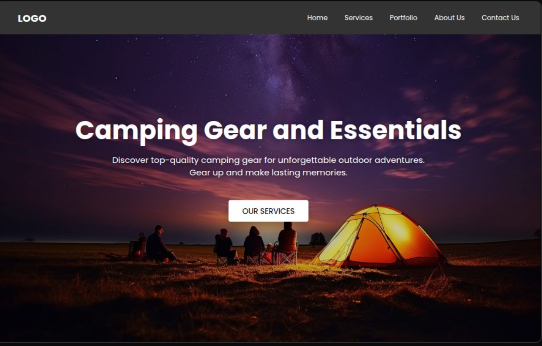 LOGO
Home Services Portfolio About Us Contact Us
Camping Gear and Essentials
Discover top-quality camping gear for unforgettable outdoor adventures.
Gear up and make lasting memories.
OUR SERVICES